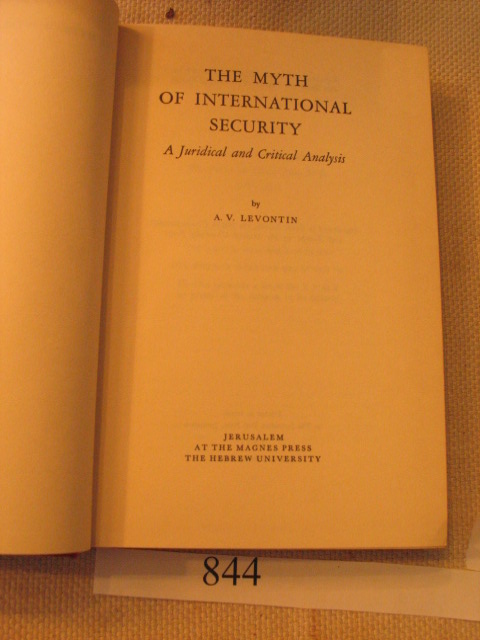 THE MYTH
OF INTERNATIONAL
SECURITY
A Juridical and Critical Analysis
by
A. V. LEVONTIN
JERUSALEM
AT THE MAGNES PRESS
THE HEBREW UNIVERSITY
844